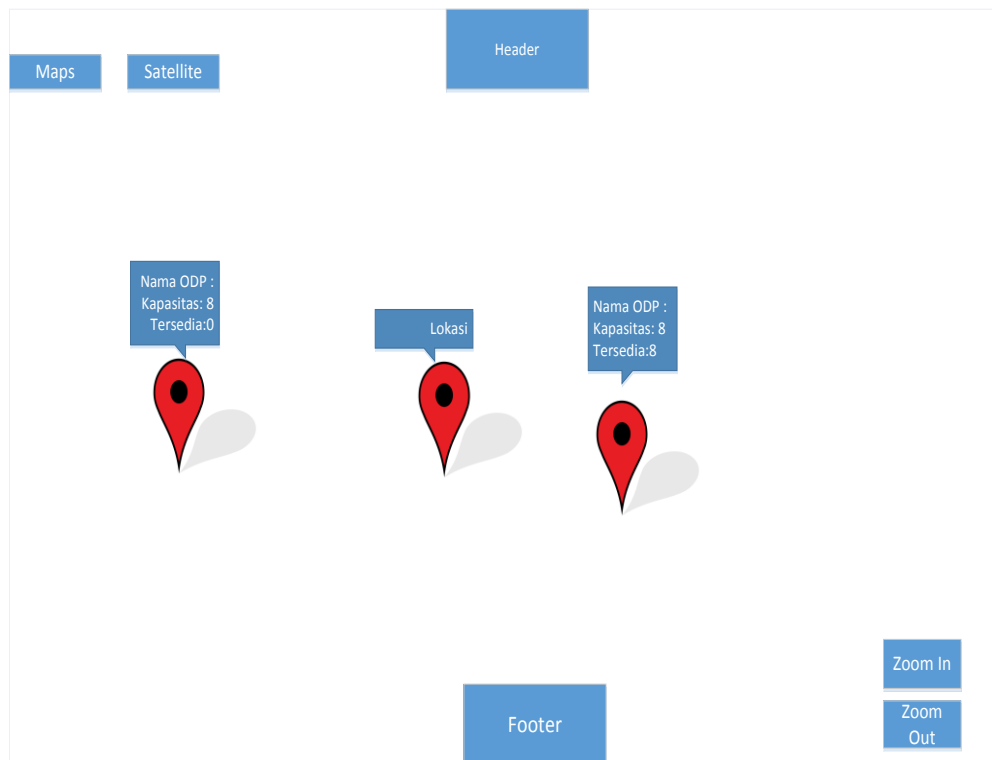 Header
Maps
Satellite
Nama ODP :
Kapasitas: 8
Tersedia:0
Lokasi
Nama ODP :
Kapasitas: 8
Tersedia:8
Zoom In
Zoom
Out
Footer